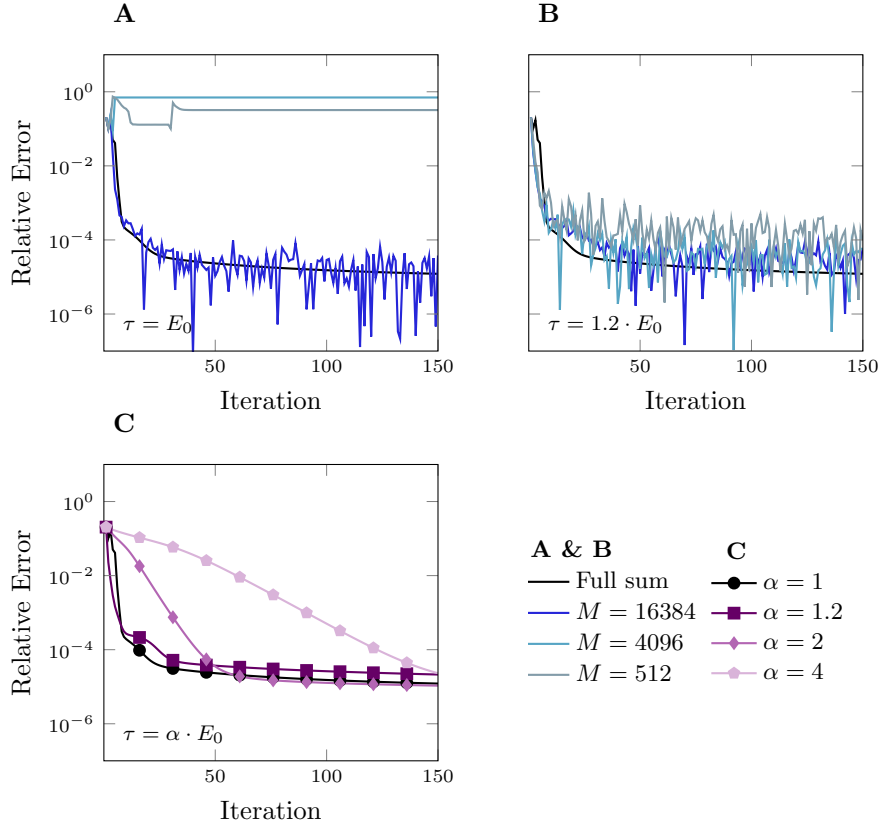 A
B
10^0
10^-2
10^-4
10^-6
Relative Error
τ = E_0
50
100
150
Iteration
τ = 1.2 · E_0
50
100
150
Iteration
C
10^0
10^-2
10^-4
10^-6
Relative Error
τ = α · E_0
50
100
150
Iteration
A & B
Full sum
M = 16384
M = 4096
M = 512
C
α = 1
α = 1.2
α = 2
α = 4